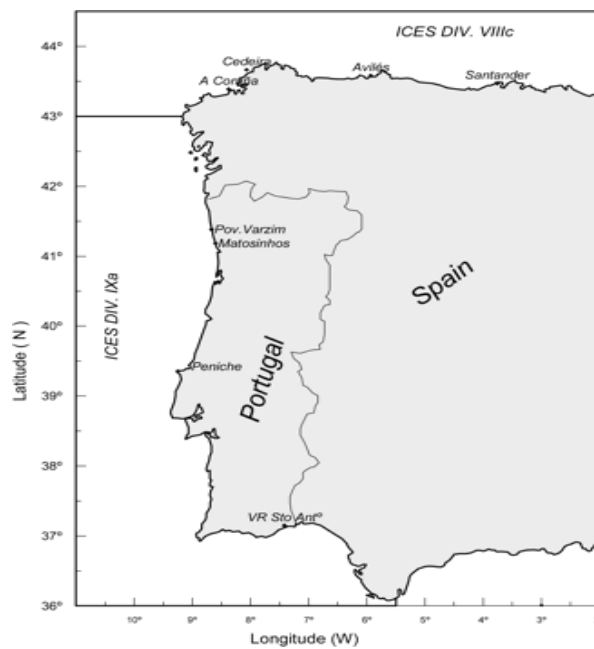 ICES DIV. VIIIc
44°
Cedeira
Avilés
A Coruña
Santander
43°
42°
Pov.Varzim
Matosinhos
41°
Spain
ICES DIV. IXa
40°
Latitude ( N )
Peniche
Portugal
39°
38°
VR Sto Antº
37°
36°
10° 9° 8° 7° 6° 5° 4° 3°
Longitude (W)